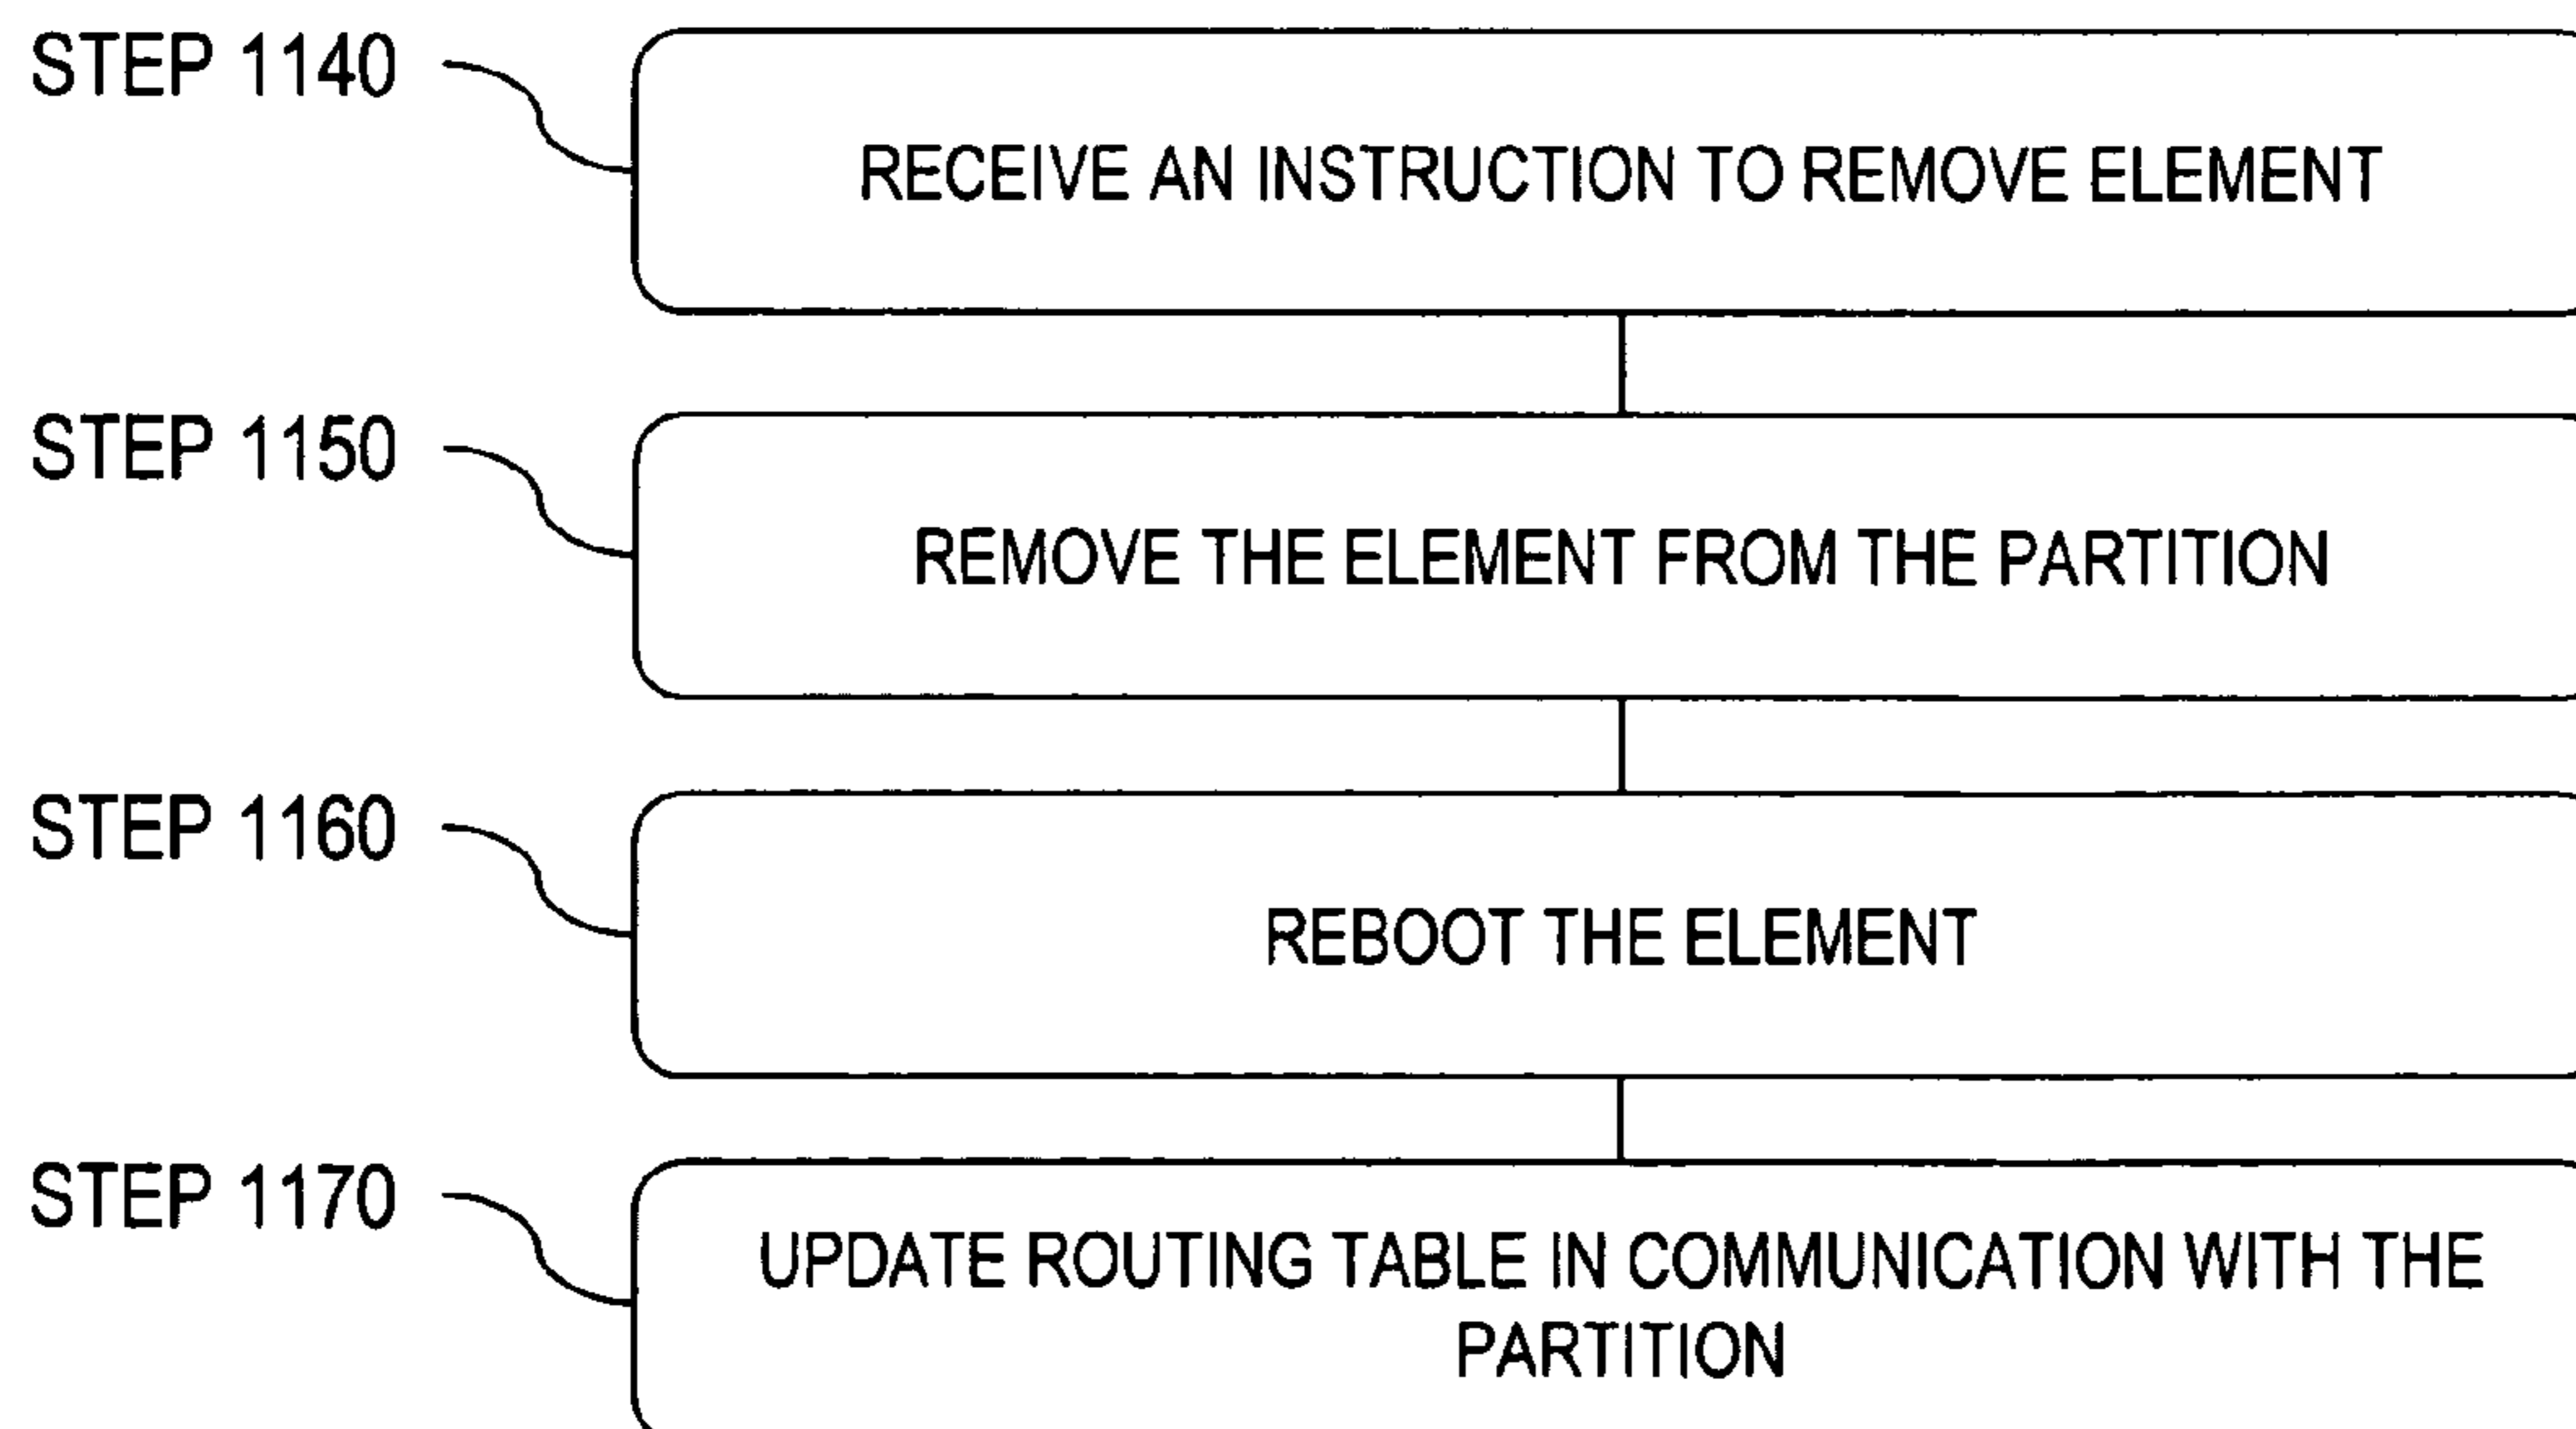 STEP 1140
RECEIVE AN INSTRUCTION TO REMOVE ELEMENT
STEP 1150
REMOVE THE ELEMENT FROM THE PARTITION
STEP 1160
REBOOT THE ELEMENT
STEP 1170
UPDATE ROUTING TABLE IN COMMUNICATION WITH THE
PARTITION